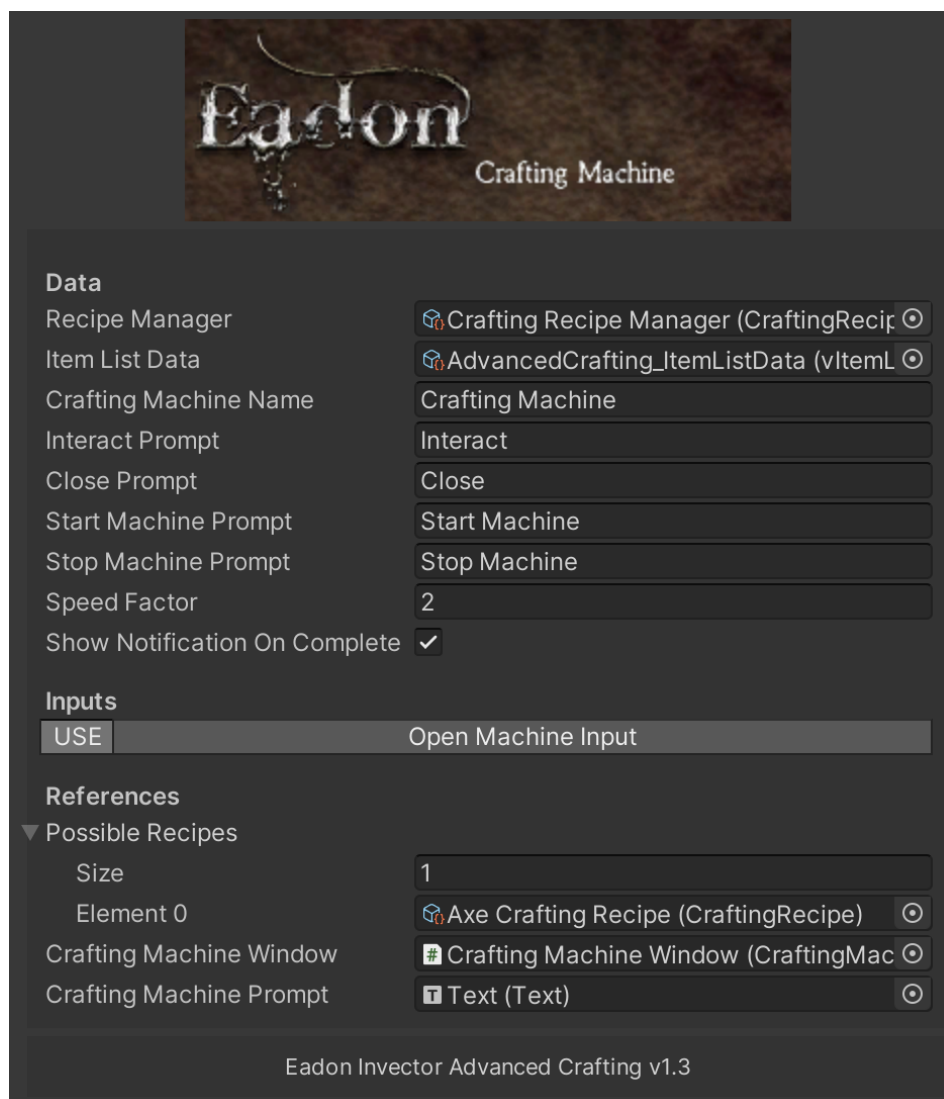 Eadon
Crafting Machine
Data
Recipe Manager Crafting Recipe Manager (CraftingRecip
Item List Data AdvancedCrafting_ItemListData (vItemL
Crafting Machine Name Crafting Machine
Interact Prompt Interact
Close Prompt Close
Start Machine Prompt Start Machine
Stop Machine Prompt Stop Machine
Speed Factor 2
Show Notification On Complete
Inputs
USE Open Machine Input
References
Possible Recipes
Size 1
Element 0 Axe Crafting Recipe (CraftingRecipe)
Crafting Machine Window # Crafting Machine Window (CraftingMac
Crafting Machine Prompt T Text (Text)
Eadon Invector Advanced Crafting v1.3